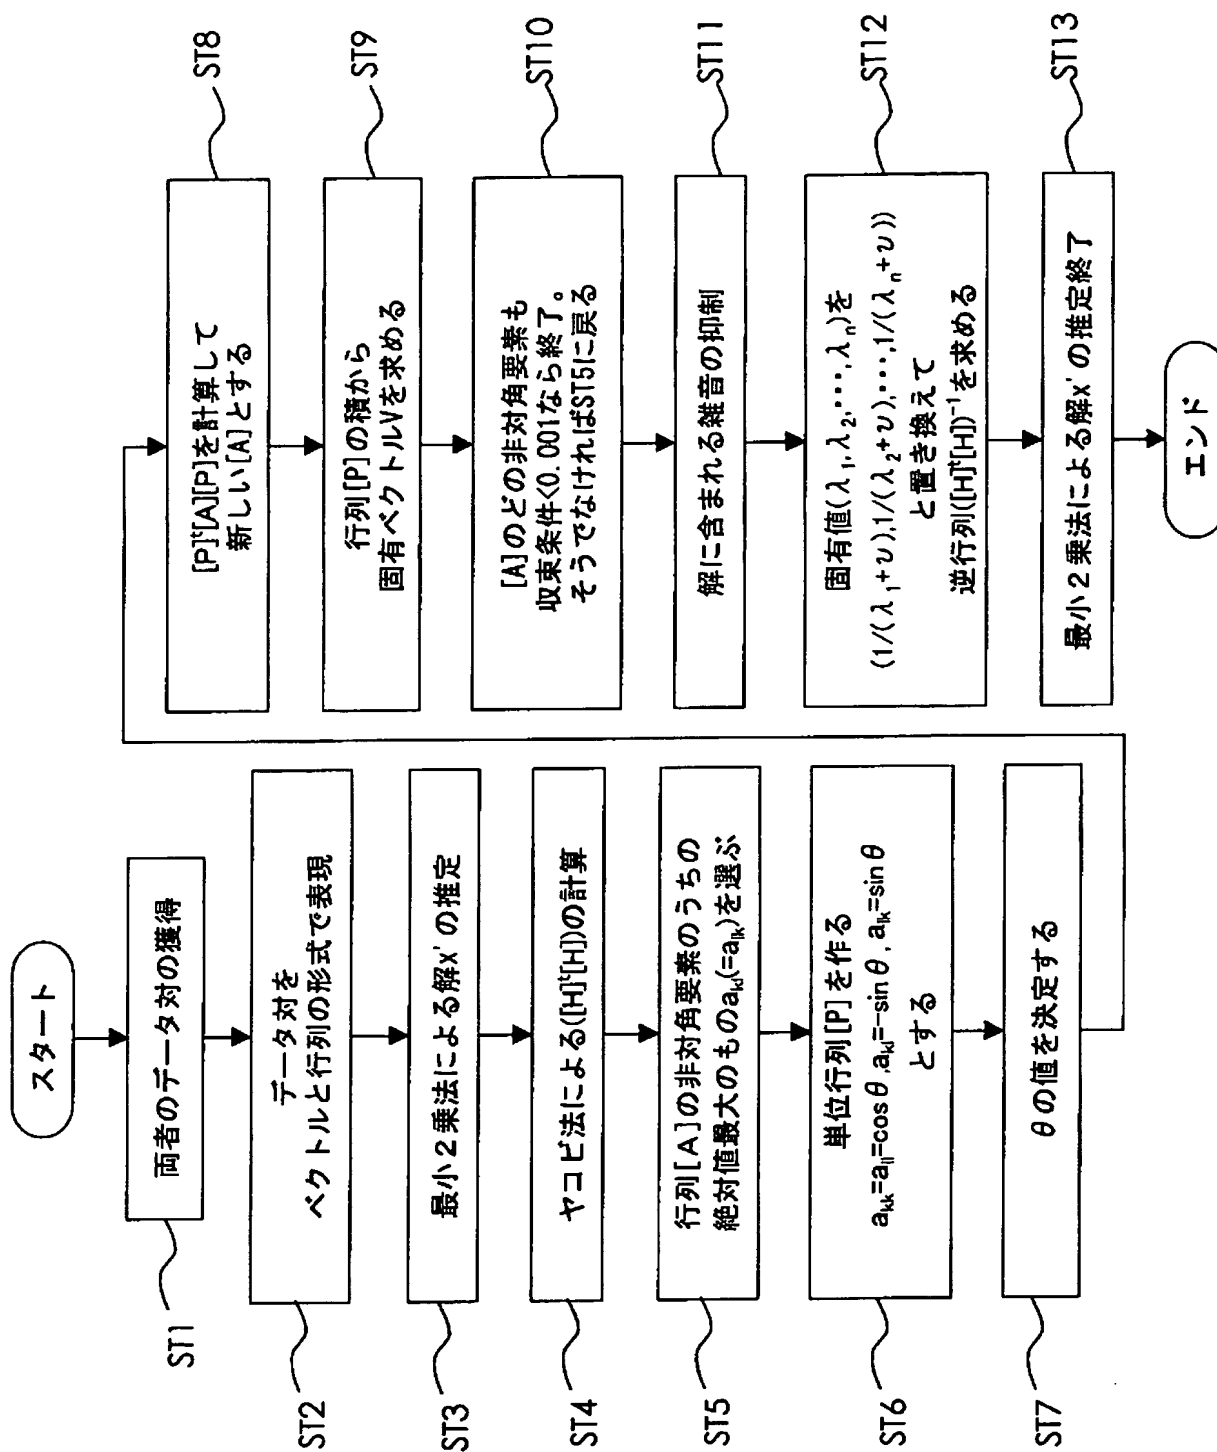 スタート
両者のデータ対の獲得
ST1
データ対を
ベクトルと行列の形式で表現
ST2
最小2乗法による解x'の推定
ST3
ヤコビ法による([H]ᵗ[H])の計算
ST4
行列[A]の非対角要素のうちの
絶対値最大のものaₖₗ(=aₗₖ)を選ぶ
ST5
単位行列[P]を作る
aₖₖ=aₗₗ=cosθ,aₖₗ=-sinθ,aₗₖ=sinθ
とする
ST6
θの値を決定する
ST7
[P]ᵗ[A][P]を計算して
新しい[A]とする
ST8
行列[P]の積から
固有ベクトルVを求める
ST9
[A]のどの非対角要素も
収束条件<0.001なら終了。
そうでなければST5に戻る
ST10
解に含まれる雑音の抑制
ST11
固有値(λ₁,λ₂,…,λₙ)を
(1/(λ₁+υ),1/(λ₂+υ),…,1/(λₙ+υ))
と置き換えて
逆行列([H]ᵗ[H])⁻¹を求める
ST12
最小2乗法による解x'の推定終了
ST13
エンド